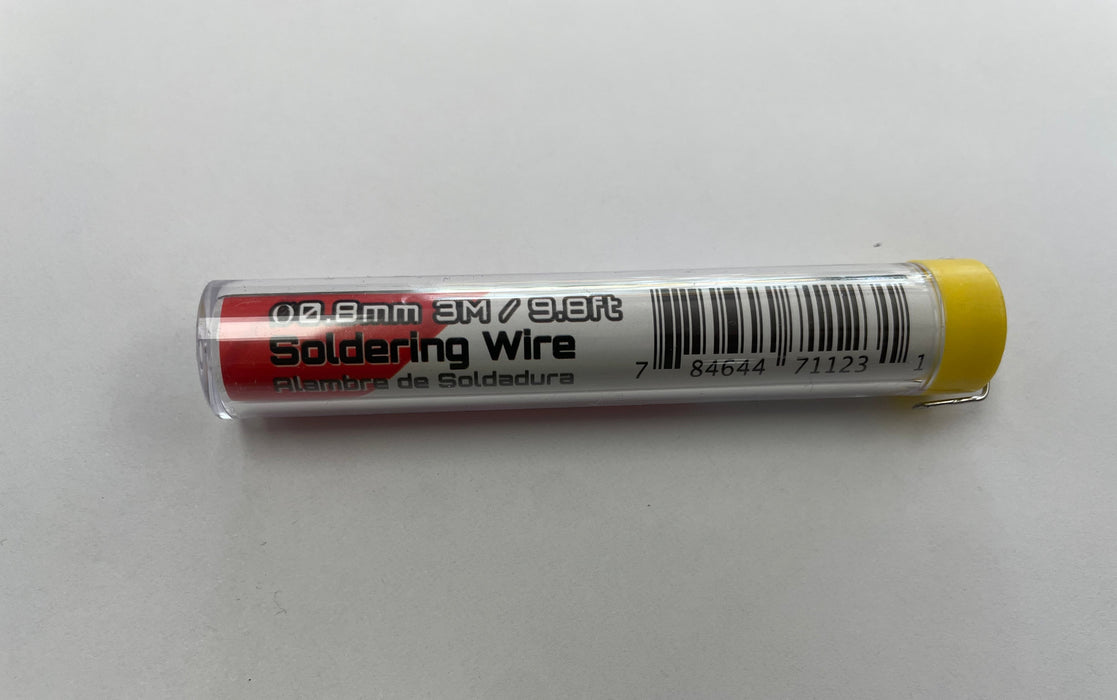 Ø0.8mm 3M / 9.8ft
Soldering Wire
Alambre de Soldadura
7 84644 71123 1